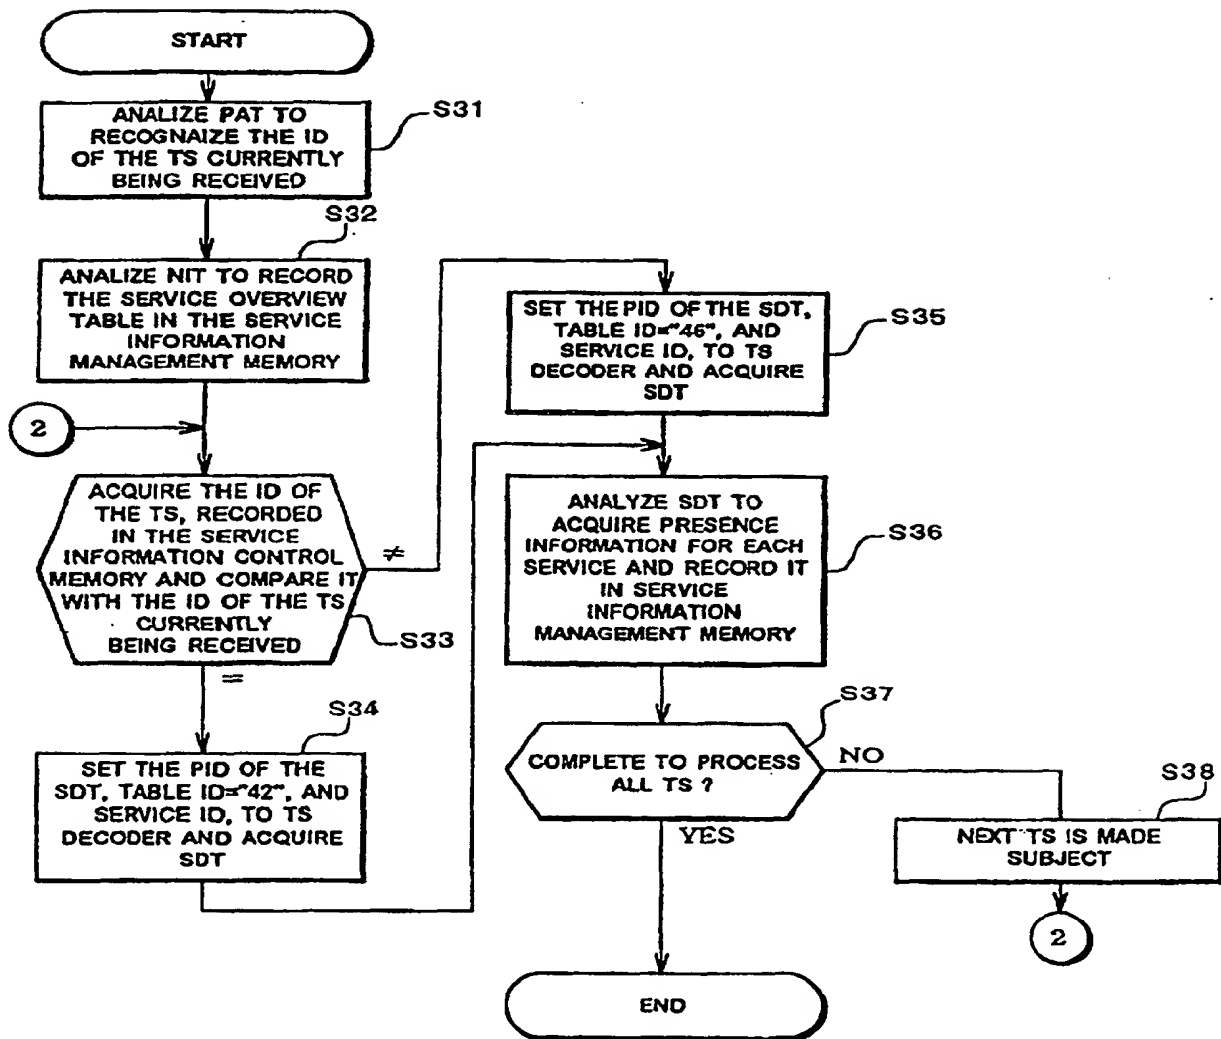 START
ANALIZE PAT TO
RECOGNAIZE THE ID
OF THE TS CURRENTLY
BEING RECEIVED
S31
S32
ANALIZE NIT TO RECORD
THE SERVICE OVERVIEW
TABLE IN THE SERVICE
INFORMATION
MANAGEMENT MEMORY
2
ACQUIRE THE ID OF
THE TS, RECORDED
IN THE SERVICE
INFORMATION CONTROL
MEMORY AND COMPARE IT
WITH THE ID OF THE TS
CURRENTLY
BEING RECEIVED
≠
S33
=
S34
SET THE PID OF THE
SDT, TABLE ID="42", AND
SERVICE ID, TO TS
DECODER AND ACQUIRE
SDT
SET THE PID OF THE SDT,
TABLE ID="46", AND
SERVICE ID, TO TS
DECODER AND ACQUIRE
SDT
S35
ANALYZE SDT TO
ACQUIRE PRESENCE
INFORMATION FOR EACH
SERVICE AND RECORD IT
IN SERVICE
INFORMATION
MANAGEMENT MEMORY
S36
S37
COMPLETE TO PROCESS
ALL TS ?
NO
YES
S38
NEXT TS IS MADE
SUBJECT
2
END